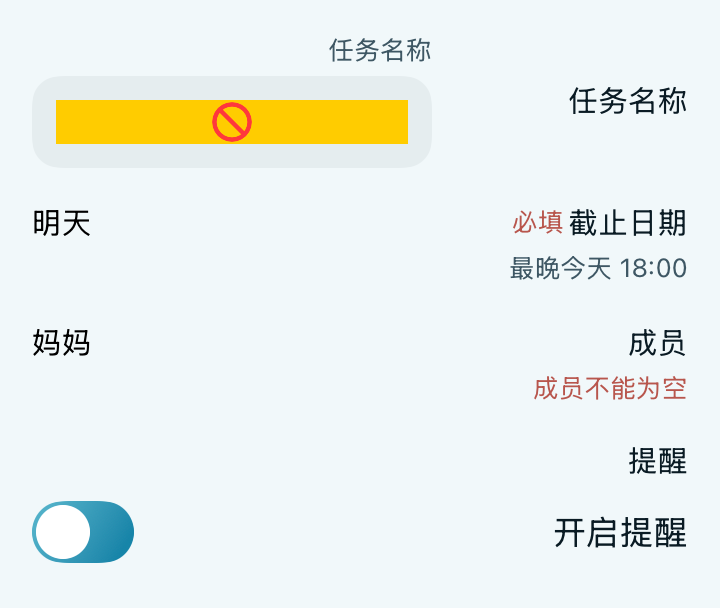 任务名称
任务名称
明天
必填 截止日期
最晚今天 18:00
妈妈
成员
成员不能为空
提醒
开启提醒